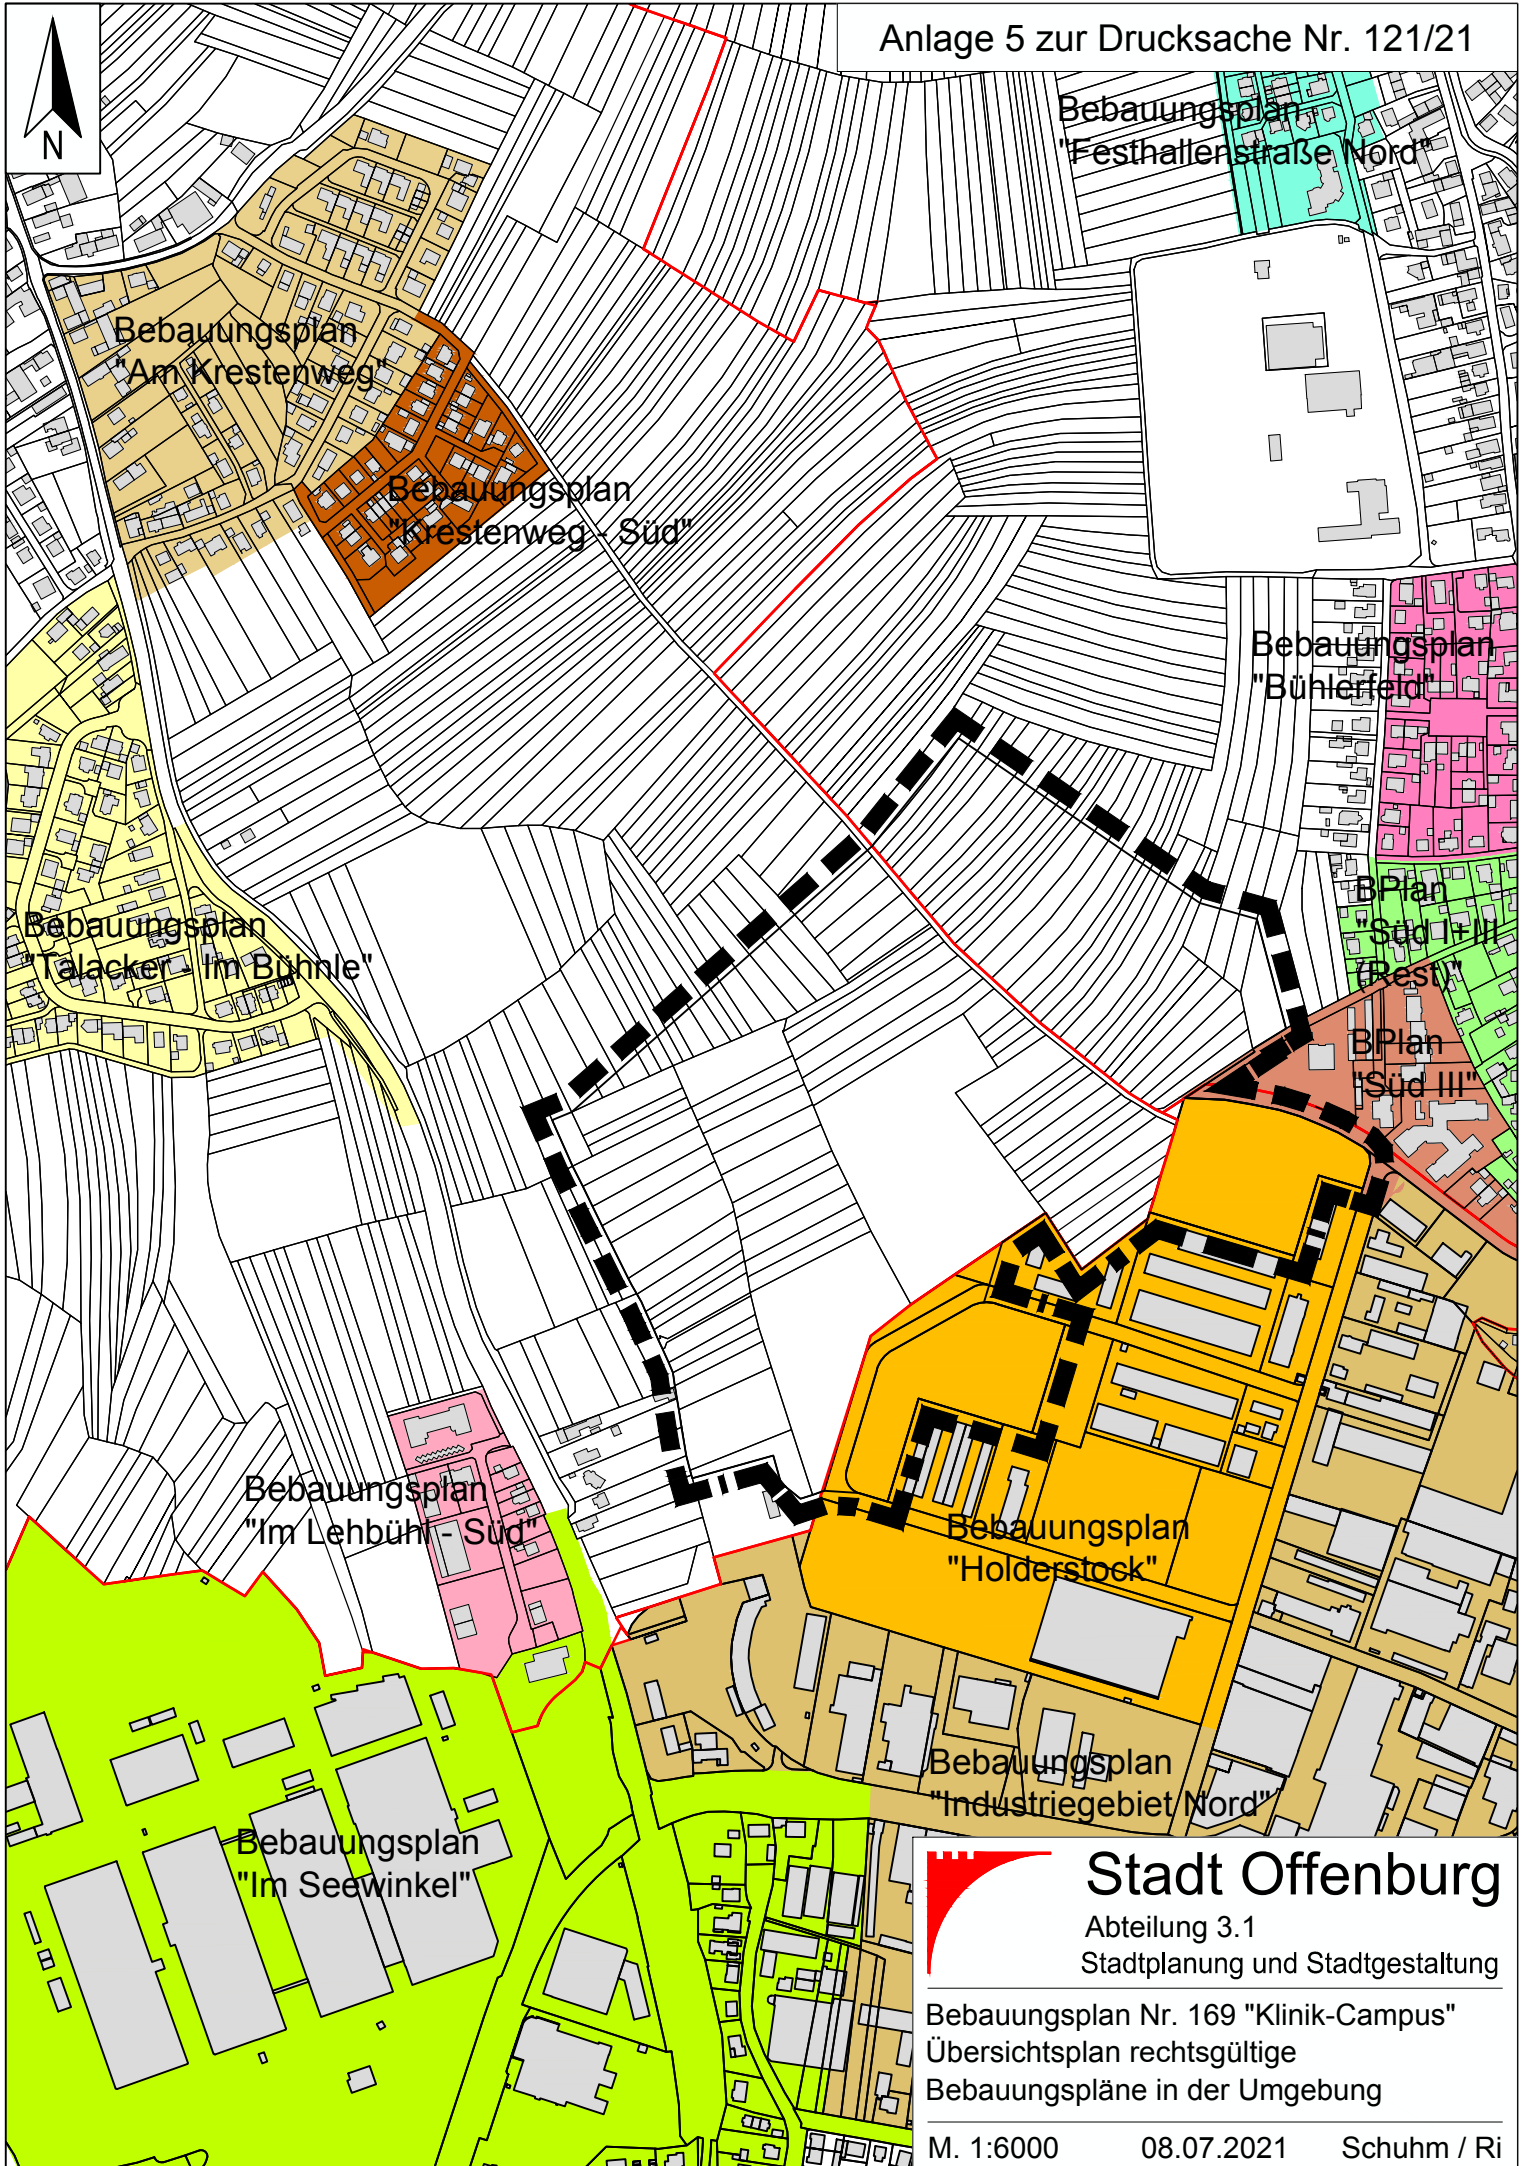 Anlage 5 zur Drucksache Nr. 121/21
N
Bebauungsplan
"Festhallenstraße Nord"
Bebauungsplan
"Am Krestenweg"
Bebauungsplan
"Krestenweg - Süd"
Bebauungsplan
"Bühlerfeld"
BPlan
"Süd I+III
(Rest)"
Bebauungsplan
"Talacker - Im Bühnle"
BPlan
"Süd III"
Bebauungsplan
"Im Lehbühl - Süd"
Bebauungsplan
"Holderstock"
Bebauungsplan
"Industriegebiet Nord"
Bebauungsplan
"Im Seewinkel"
Stadt Offenburg
Abteilung 3.1
Stadtplanung und Stadtgestaltung
Bebauungsplan Nr. 169 "Klinik-Campus"
Übersichtsplan rechtsgültige
Bebauungspläne in der Umgebung
M. 1:6000 08.07.2021 Schuhm / Ri